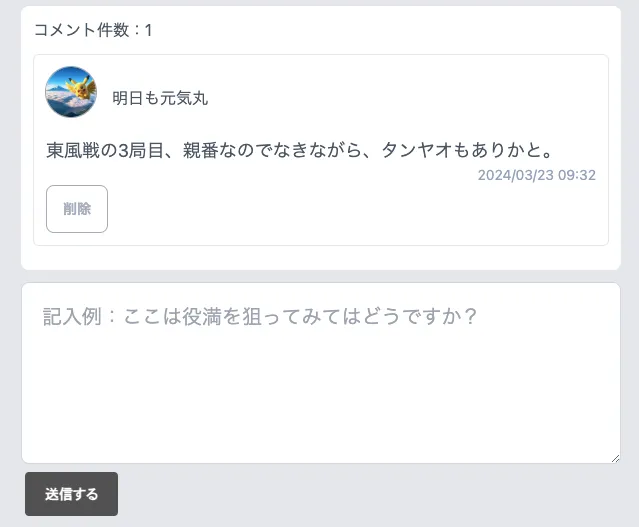 コメント件数：1
明日も元気丸
東風戦の3局目、親番なのでなきながら、タンヤオもありかと。
2024/03/23 09:32
削除
記入例：ここは役満を狙ってみてはどうですか？
送信する